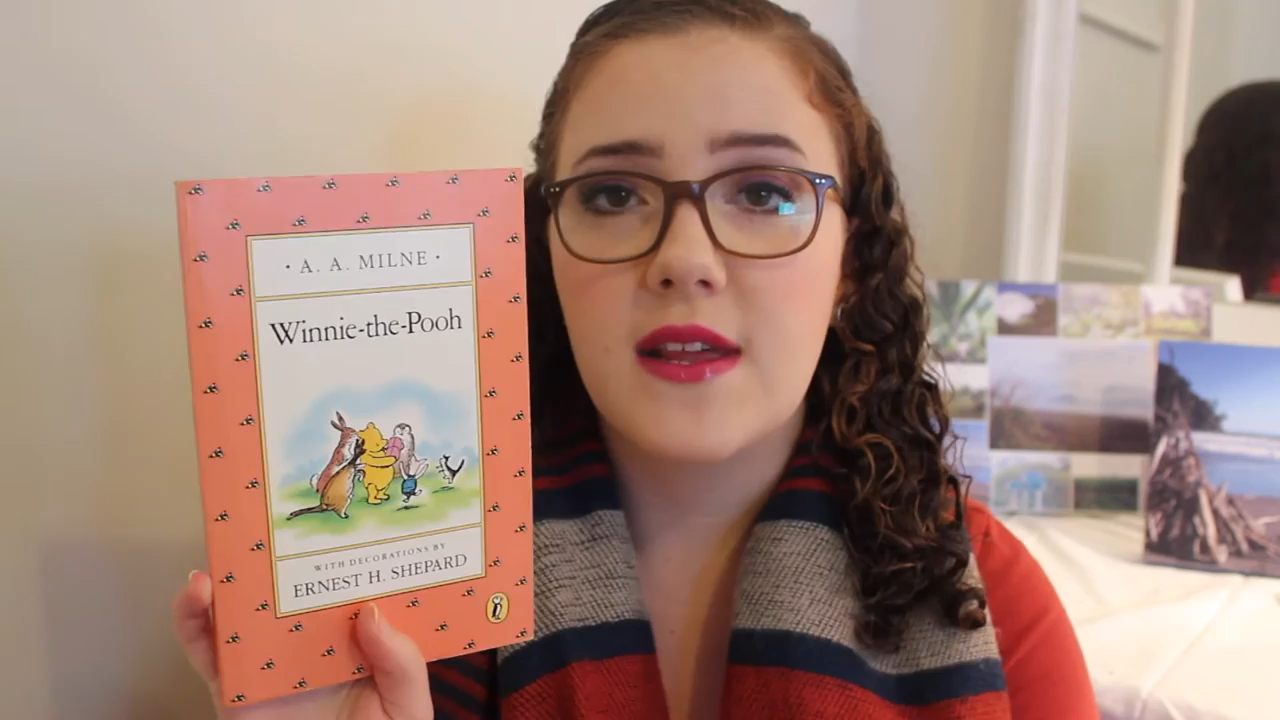 · A. A. MILNE ·
Winnie-the-Pooh
WITH DECORATIONS BY
ERNEST H. SHEPARD